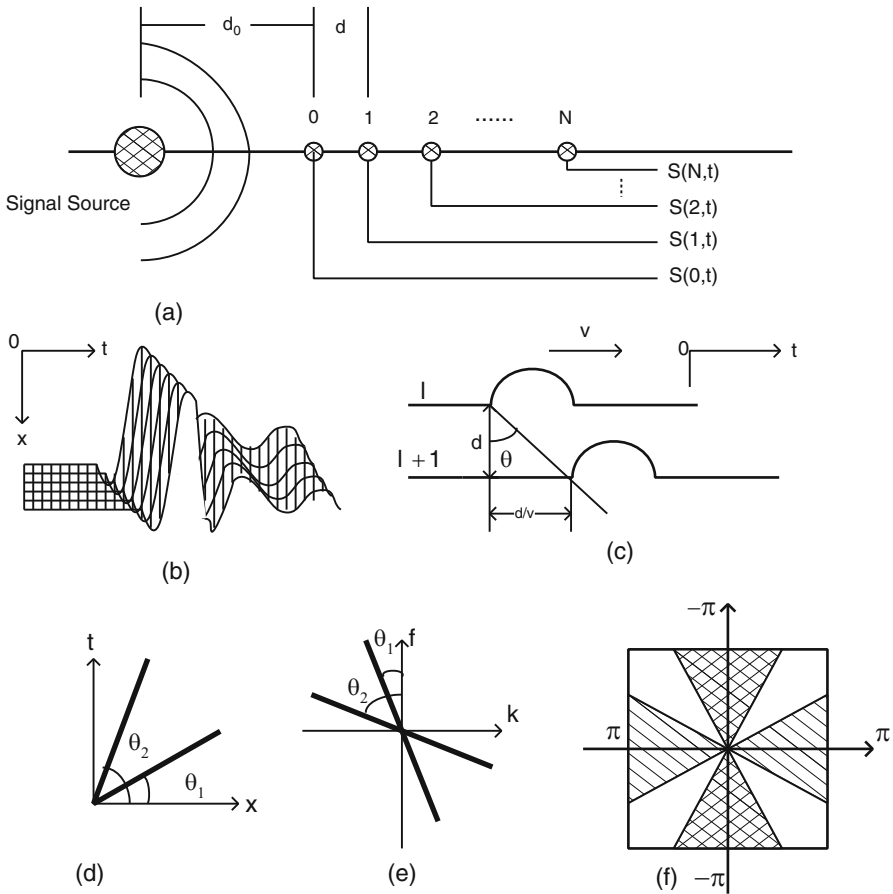 d₀ d
0 1 2 ...... N
Signal Source
S(N,t)
S(2,t)
S(1,t)
S(0,t)
(a)
0 t
x
(b)
v
0 t
l
d
θ
l + 1
d/v
(c)
t
θ₂
θ₁
x
(d)
θ₁ f
θ₂
k
(e)
−π
π π
−π
(f)